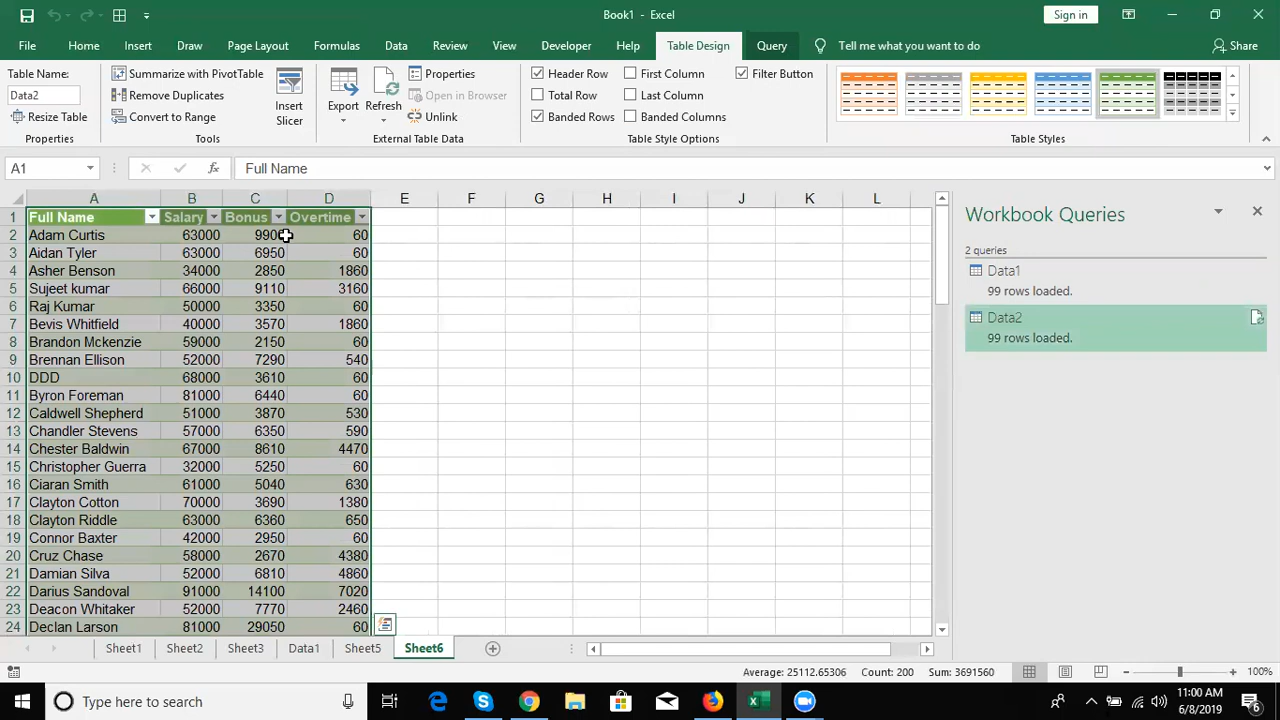 Book1 - Excel
Sign in
File Home Insert Draw Page Layout Formulas Data Review View Developer Help Table Design Query Tell me what you want to do Share
Table Name:
Data2
Resize Table
Properties
Summarize with PivotTable
Remove Duplicates
Convert to Range
Tools
Insert Slicer
Export
Refresh
Properties
Open in Browser
Unlink
External Table Data
Header Row First Column Filter Button
Total Row Last Column
Banded Rows Banded Columns
Table Style Options
Table Styles
A1 fx Full Name
A B C D E F G H I J K L
1 Full Name Salary Bonus Overtime
2 Adam Curtis 63000 990 60
3 Aidan Tyler 63000 6950 60
4 Asher Benson 34000 2850 1860
5 Sujeet kumar 66000 9110 3160
6 Raj Kumar 50000 3350 60
7 Bevis Whitfield 40000 3570 1860
8 Brandon Mckenzie 59000 2150 60
9 Brennan Ellison 52000 7290 540
10 DDD 68000 3610 60
11 Byron Foreman 81000 6440 60
12 Caldwell Shepherd 51000 3870 530
13 Chandler Stevens 57000 6350 590
14 Chester Baldwin 67000 8610 4470
15 Christopher Guerra 32000 5250 60
16 Ciaran Smith 61000 5040 630
17 Clayton Cotton 70000 3690 1380
18 Clayton Riddle 63000 6360 650
19 Connor Baxter 42000 2950 60
20 Cruz Chase 58000 2670 4380
21 Damian Silva 52000 6810 4860
22 Darius Sandoval 91000 14100 7020
23 Deacon Whitaker 52000 7770 2460
24 Declan Larson 81000 29050 60
Workbook Queries
2 queries
Data1
99 rows loaded.
Data2
99 rows loaded.
Sheet1 Sheet2 Sheet3 Data1 Sheet5 Sheet6
Average: 25112.65306 Count: 200 Sum: 3691560
100%
Type here to search
11:00 AM
6/8/2019
6